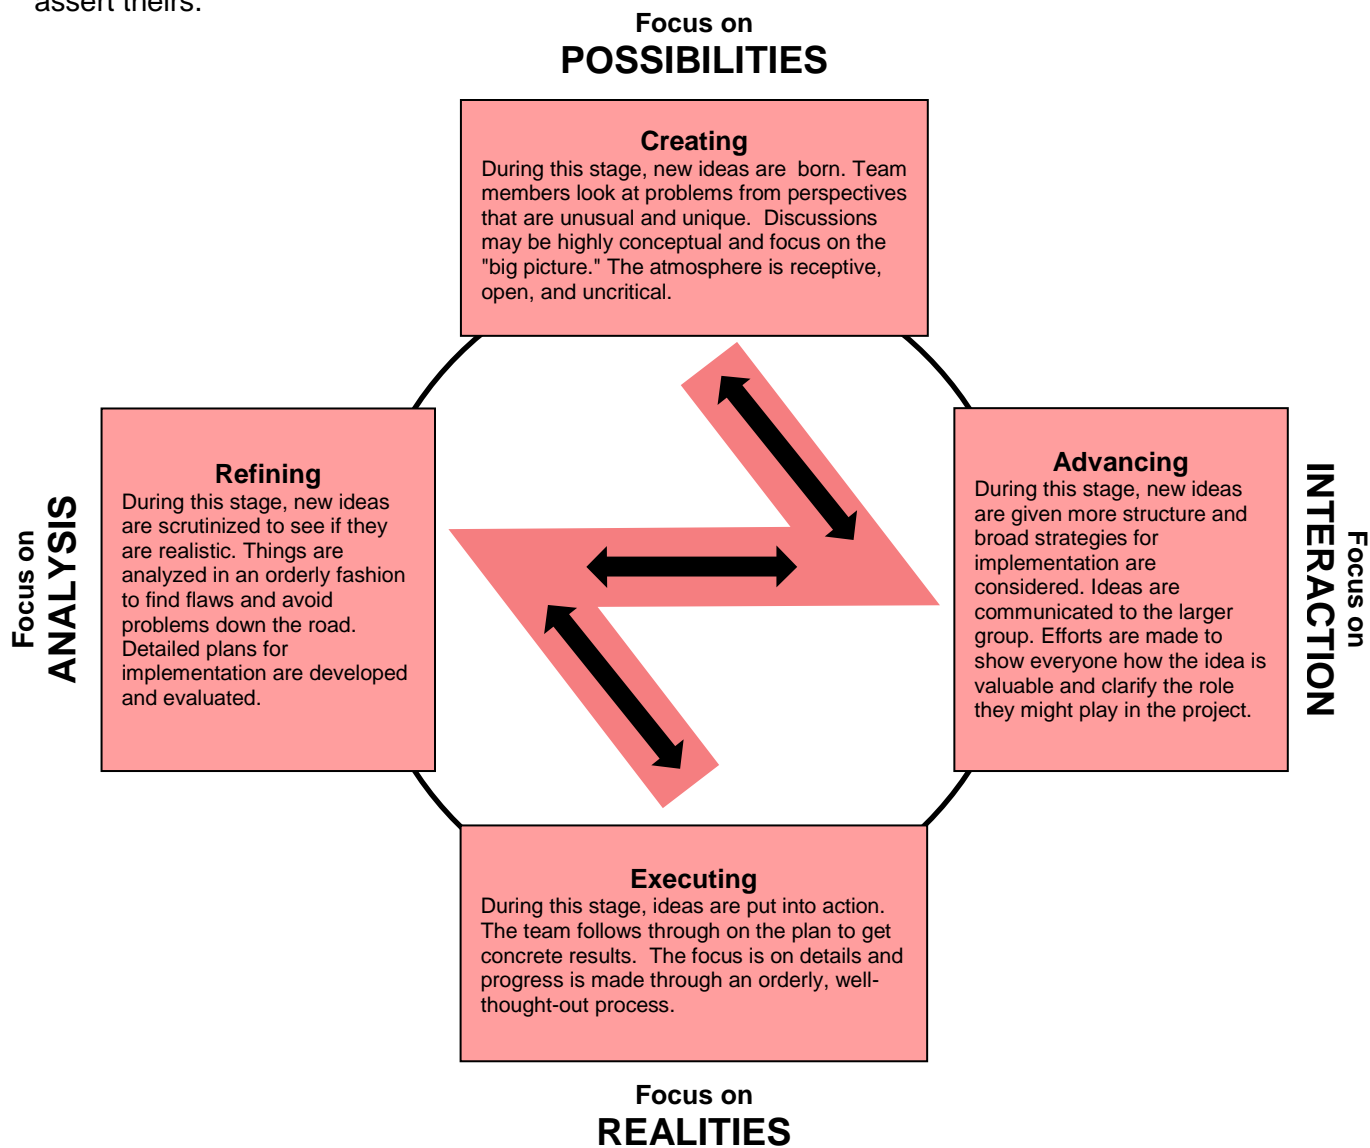 assert theirs.
Focus on
POSSIBILITIES
Creating
During this stage, new ideas are  born. Team
members look at problems from perspectives
that are unusual and unique.  Discussions
may be highly conceptual and focus on the
"big picture." The atmosphere is receptive,
open, and uncritical.
Focus on
ANALYSIS
Refining
During this stage, new ideas
are scrutinized to see if they
are realistic. Things are
analyzed in an orderly fashion
to find flaws and avoid
problems down the road.
Detailed plans for
implementation are developed
and evaluated.
Advancing
During this stage, new ideas
are given more structure and
broad strategies for
implementation are
considered. Ideas are
communicated to the larger
group. Efforts are made to
show everyone how the idea is
valuable and clarify the role
they might play in the project.
Focus on
INTERACTION
Executing
During this stage, ideas are put into action.
The team follows through on the plan to get
concrete results.  The focus is on details and
progress is made through an orderly, well-
thought-out process.
Focus on
REALITIES